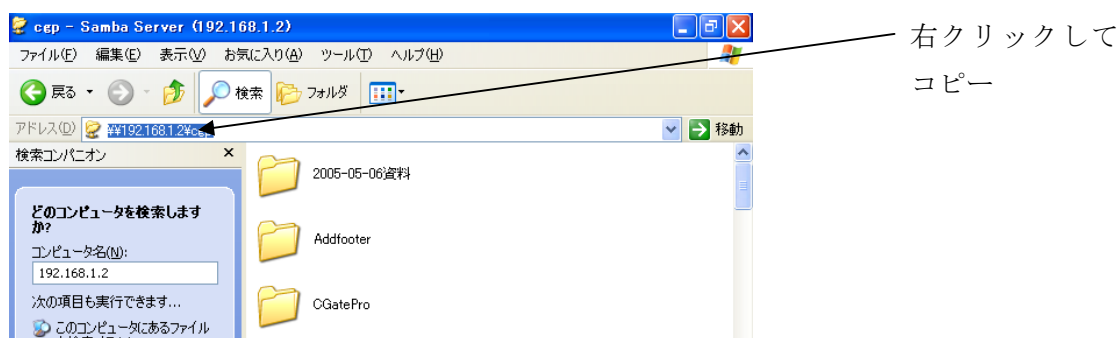 cgp - Samba Server (192.168.1.2)
ファイル(F) 編集(E) 表示(V) お気に入り(A) ツール(T) ヘルプ(H)
戻る 検索 フォルダ
アドレス(D) ¥¥192.168.1.2¥cgp 移動
検索コンパニオン ×
どのコンピュータを検索します
か?
コンピュータ名(N):
192.168.1.2
次の項目も実行できます...
このコンピュータにあるファイル
2005-05-06資料
Addfooter
CGatePro
右クリックして
コピー